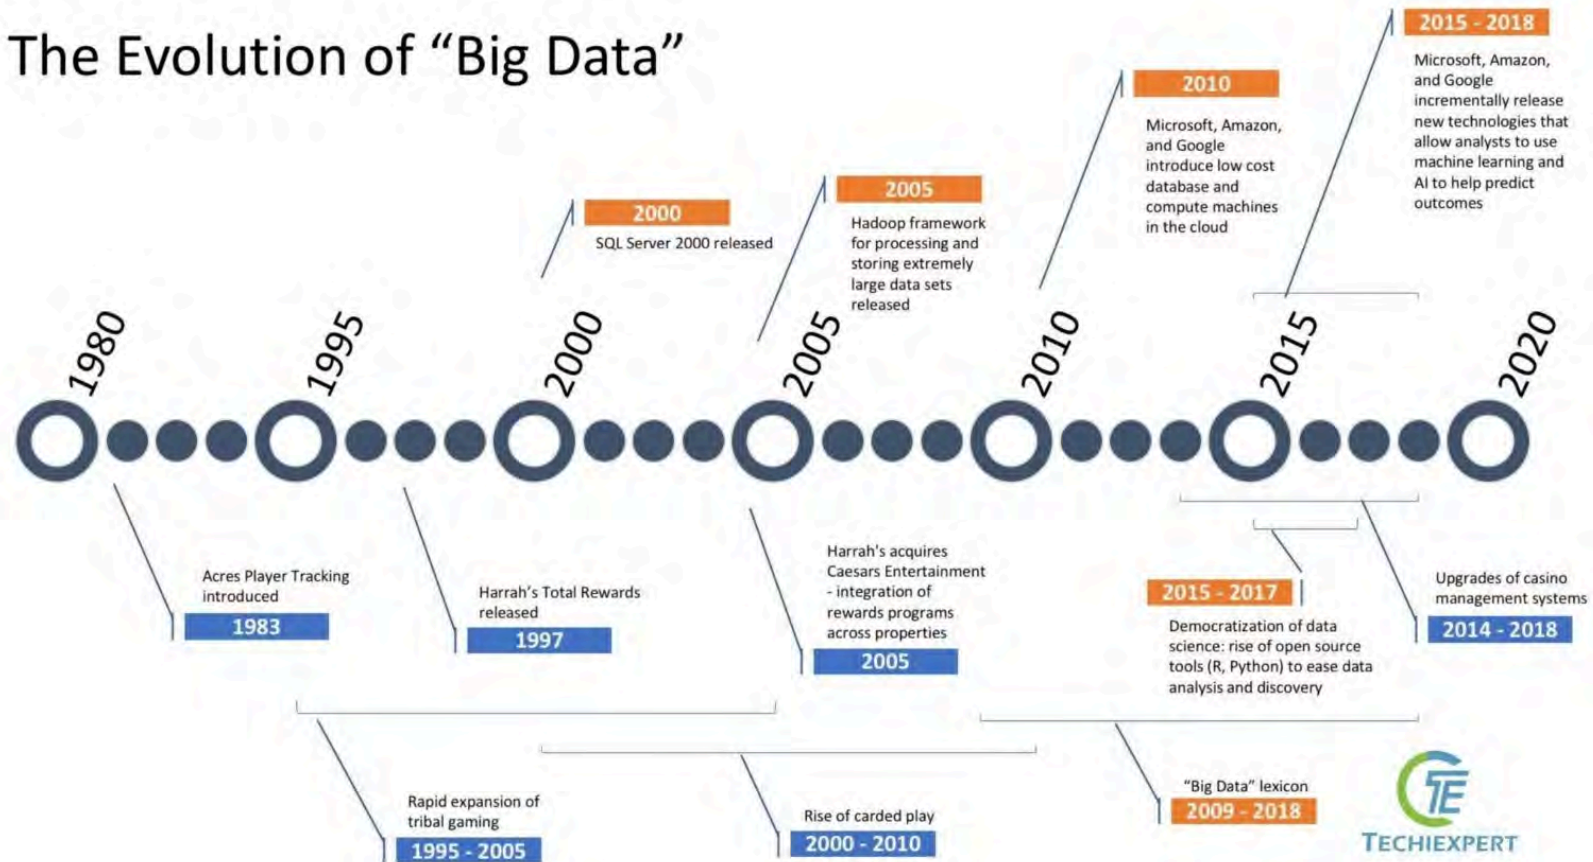 The Evolution of “Big Data”
2015 - 2018
Microsoft, Amazon,
and Google
incrementally release
new technologies that
allow analysts to use
machine learning and
AI to help predict
outcomes
2010
Microsoft, Amazon,
and Google
introduce low cost
database and
compute machines
in the cloud
2005
Hadoop framework
for processing and
storing extremely
large data sets
released
2000
SQL Server 2000 released
1980
1995
2000
2005
2010
2015
2020
Acres Player Tracking
introduced
1983
Harrah’s Total Rewards
released
1997
Harrah's acquires
Caesars Entertainment
- integration of
rewards programs
across properties
2005
2015 - 2017
Democratization of data
science: rise of open source
tools (R, Python) to ease data
analysis and discovery
Upgrades of casino
management systems
2014 - 2018
Rapid expansion of
tribal gaming
1995 - 2005
Rise of carded play
2000 - 2010
“Big Data” lexicon
2009 - 2018
TE
TECHIEXPERT